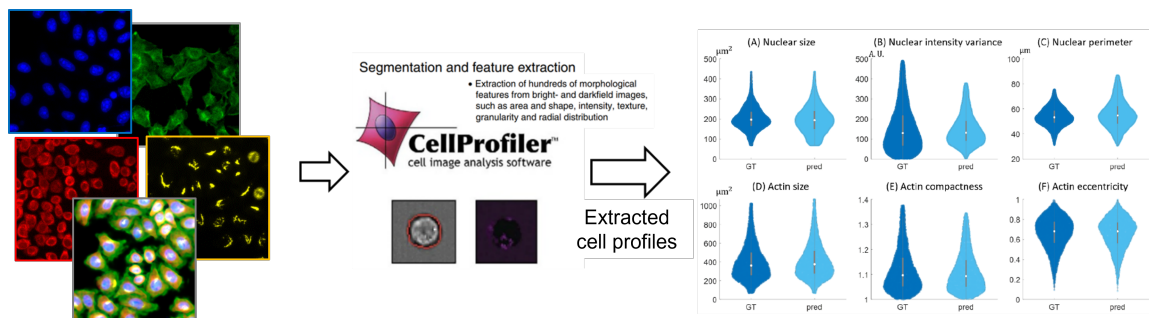 Segmentation and feature extraction
• Extraction of hundreds of morphological
features from bright- and darkfield images,
such as area and shape, intensity, texture,
granularity and radial distribution
CellProfiler™
cell image analysis software
Extracted
cell profiles
(A) Nuclear size
µm²
500
400
300
200
100
0
GT
pred
(B) Nuclear intensity variance
A.U.
500
400
300
200
100
0
GT
pred
(C) Nuclear perimeter
µm
100
80
60
40
20
GT
pred
(D) Actin size
µm²
1000
800
600
400
200
0
GT
pred
(E) Actin compactness
1.4
1.3
1.2
1.1
1
GT
pred
(F) Actin eccentricity
1
0.8
0.6
0.4
0.2
0
GT
pred